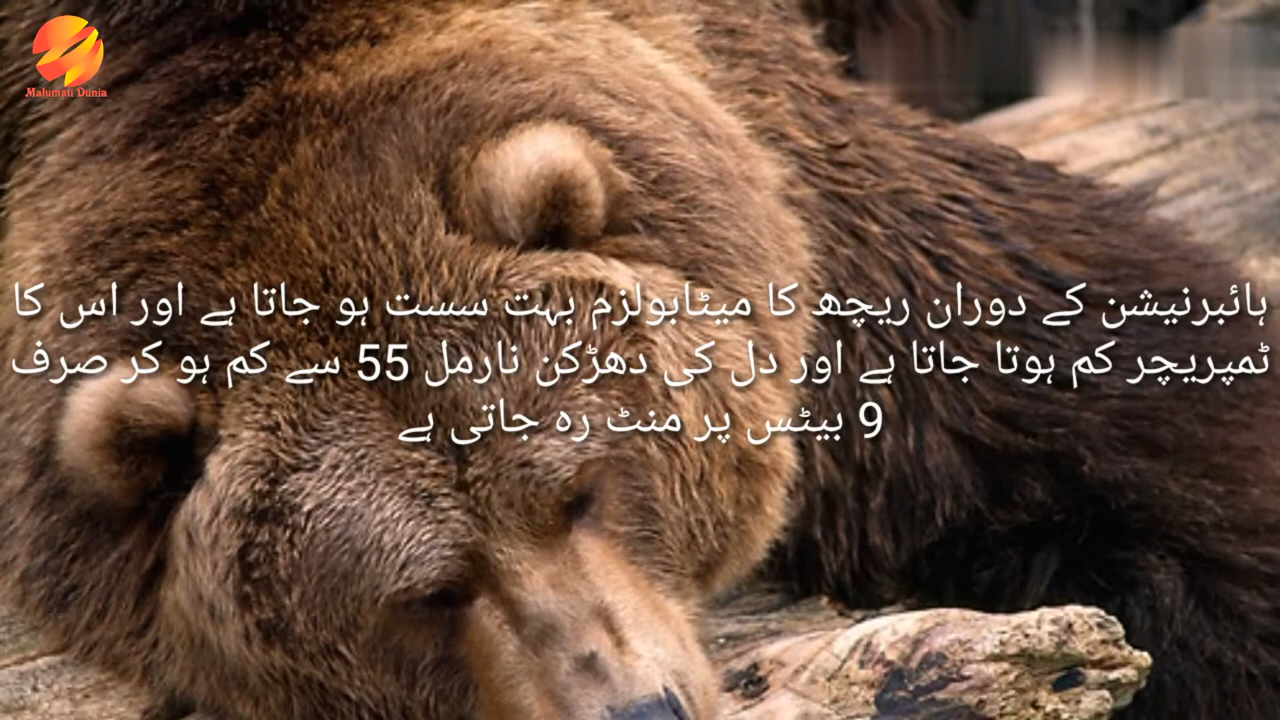 Malumati Dunia
ہائبرنیشن کے دوران ریچھ کا میٹابولزم بہت سست ہو جاتا ہے اور اس کا
ٹمپریچر کم ہوتا جاتا ہے اور دل کی دھڑکن نارمل 55 سے کم ہو کر صرف
9 بیٹس پر منٹ رہ جاتی ہے